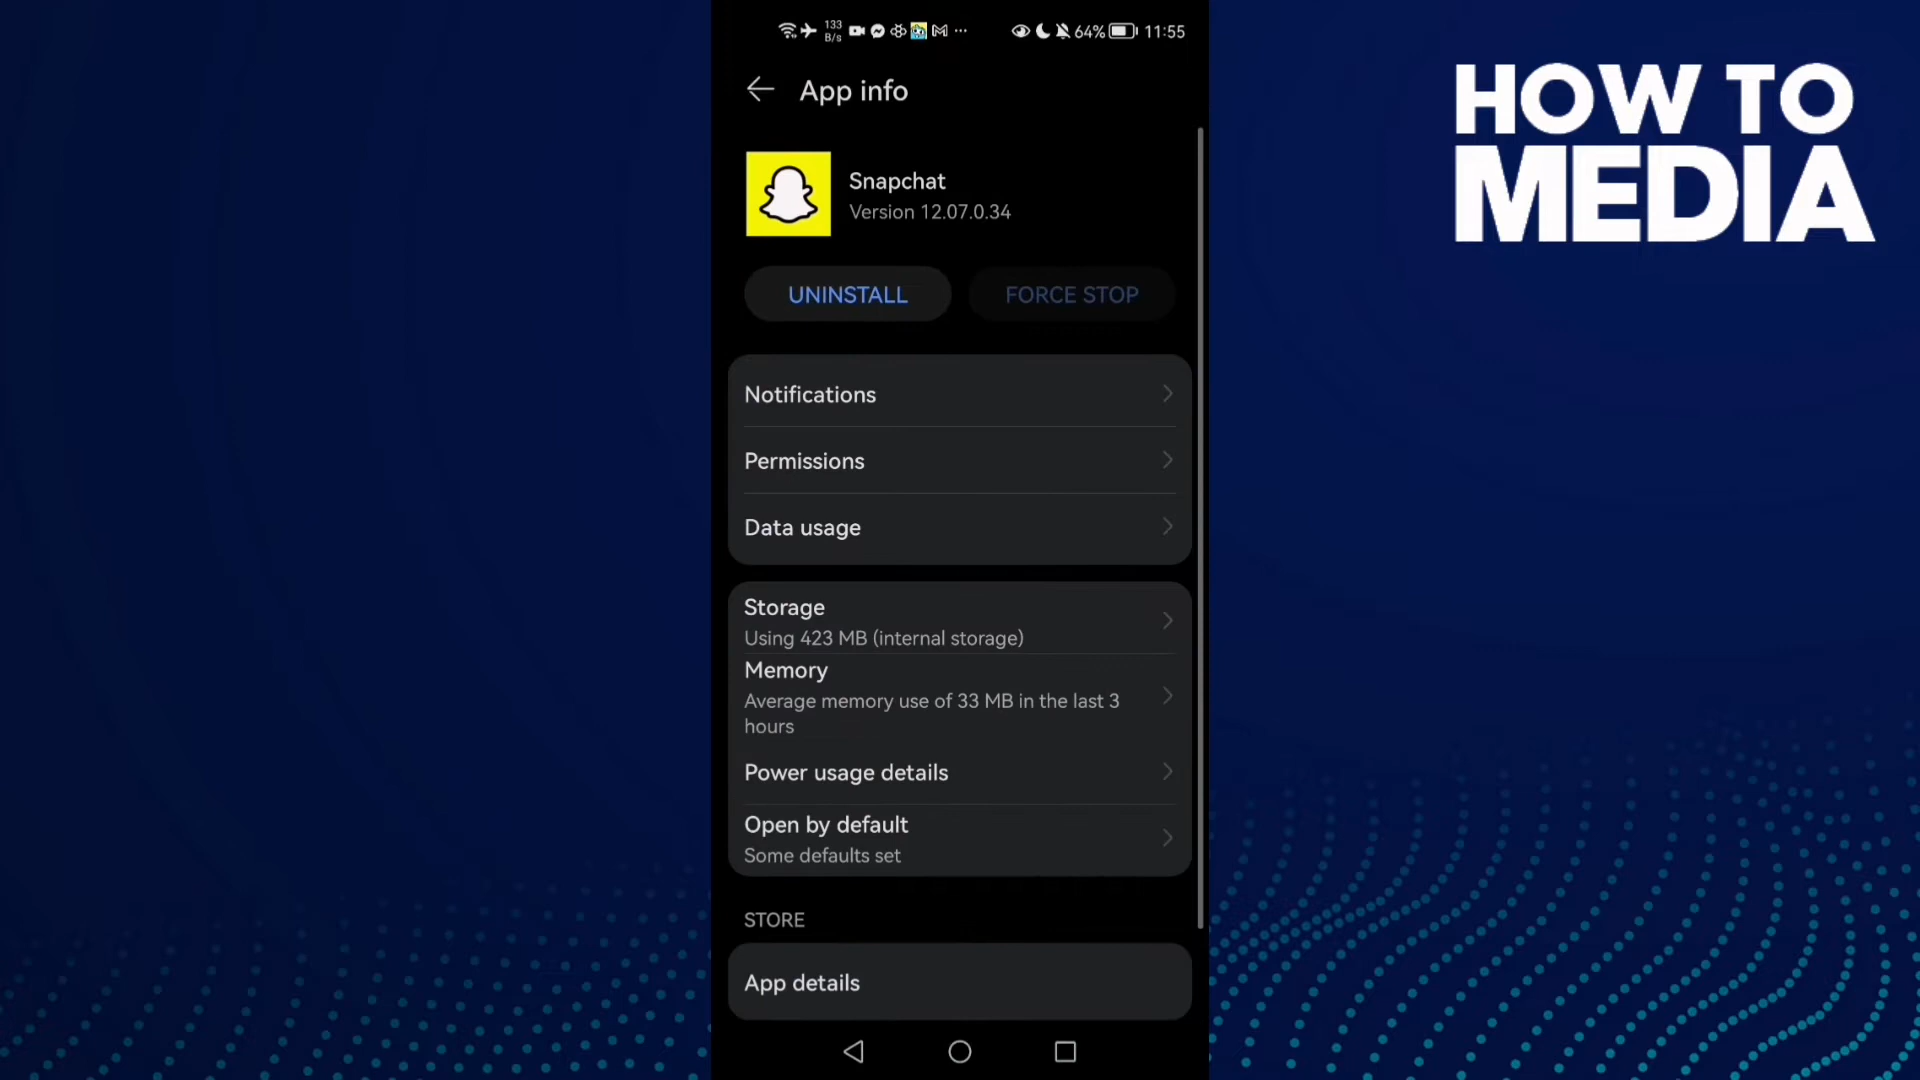 133
B/s
64%
11:55
App info
Snapchat
Version 12.07.0.34
UNINSTALL
FORCE STOP
Notifications
Permissions
Data usage
Storage
Using 423 MB (internal storage)
Memory
Average memory use of 33 MB in the last 3
hours
Power usage details
Open by default
Some defaults set
STORE
App details
HOW TO
MEDIA